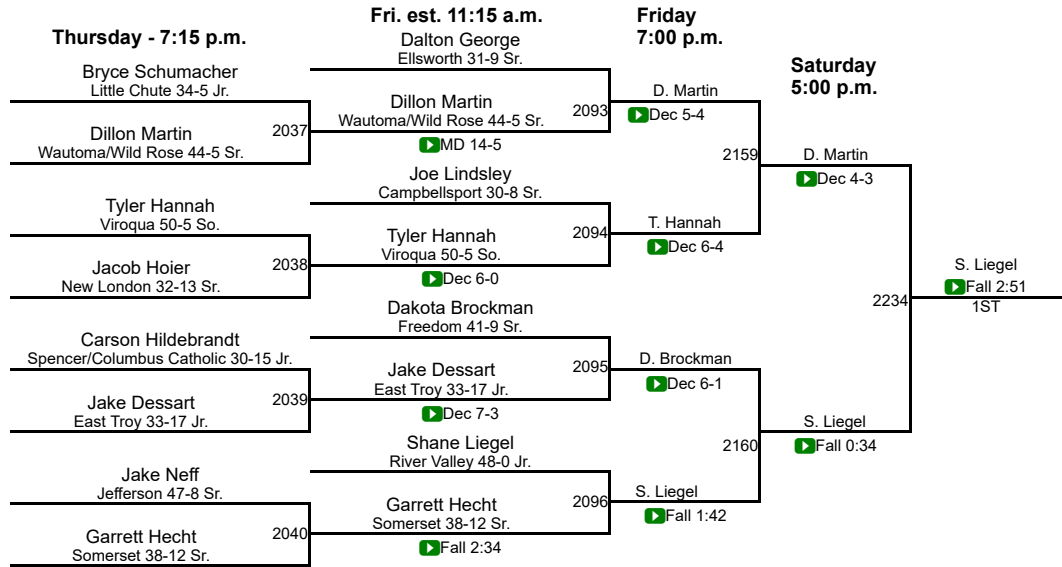 Thursday - 7:15 p.m.
Bryce Schumacher
Little Chute 34-5 Jr.
2037
Dillon Martin
Wautoma/Wild Rose 44-5 Sr.
Tyler Hannah
Viroqua 50-5 So.
2038
Jacob Hoier
New London 32-13 Sr.
Carson Hildebrandt
Spencer/Columbus Catholic 30-15 Jr.
2039
Jake Dessart
East Troy 33-17 Jr.
Jake Neff
Jefferson 47-8 Sr.
2040
Garrett Hecht
Somerset 38-12 Sr.
Fri. est. 11:15 a.m.
Dalton George
Ellsworth 31-9 Sr.
Dillon Martin
2093
Wautoma/Wild Rose 44-5 Sr.
MD 14-5
Joe Lindsley
Campbellsport 30-8 Sr.
Tyler Hannah
2094
Viroqua 50-5 So.
Dec 6-0
Dakota Brockman
Freedom 41-9 Sr.
Jake Dessart
2095
East Troy 33-17 Jr.
Dec 7-3
Shane Liegel
River Valley 48-0 Jr.
Garrett Hecht
2096
Somerset 38-12 Sr.
Fall 2:34
Friday
7:00 p.m.
D. Martin
Dec 5-4
2159
T. Hannah
Dec 6-4
D. Brockman
Dec 6-1
2160
S. Liegel
Fall 1:42
Saturday
5:00 p.m.
D. Martin
Dec 4-3
2234
S. Liegel
Fall 0:34
S. Liegel
Fall 2:51
1ST